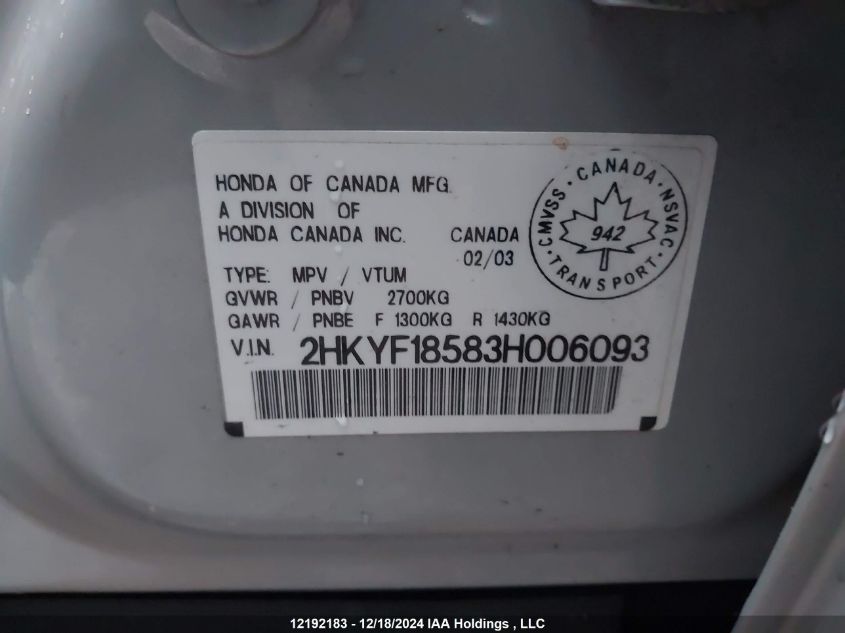 HONDA OF CANADA MFG.
A DIVISION OF
HONDA CANADA INC. CANADA
02/03
TYPE: MPV / VTUM
GVWR / PNBV 2700KG
GAWR / PNBE F 1300KG R 1430KG
V.I.N. 2HKYF18583H006093
CMVSS · CANADA · NSVAC · TRANSPORT ·
942
12192183 - 12/18/2024 IAA Holdings , LLC